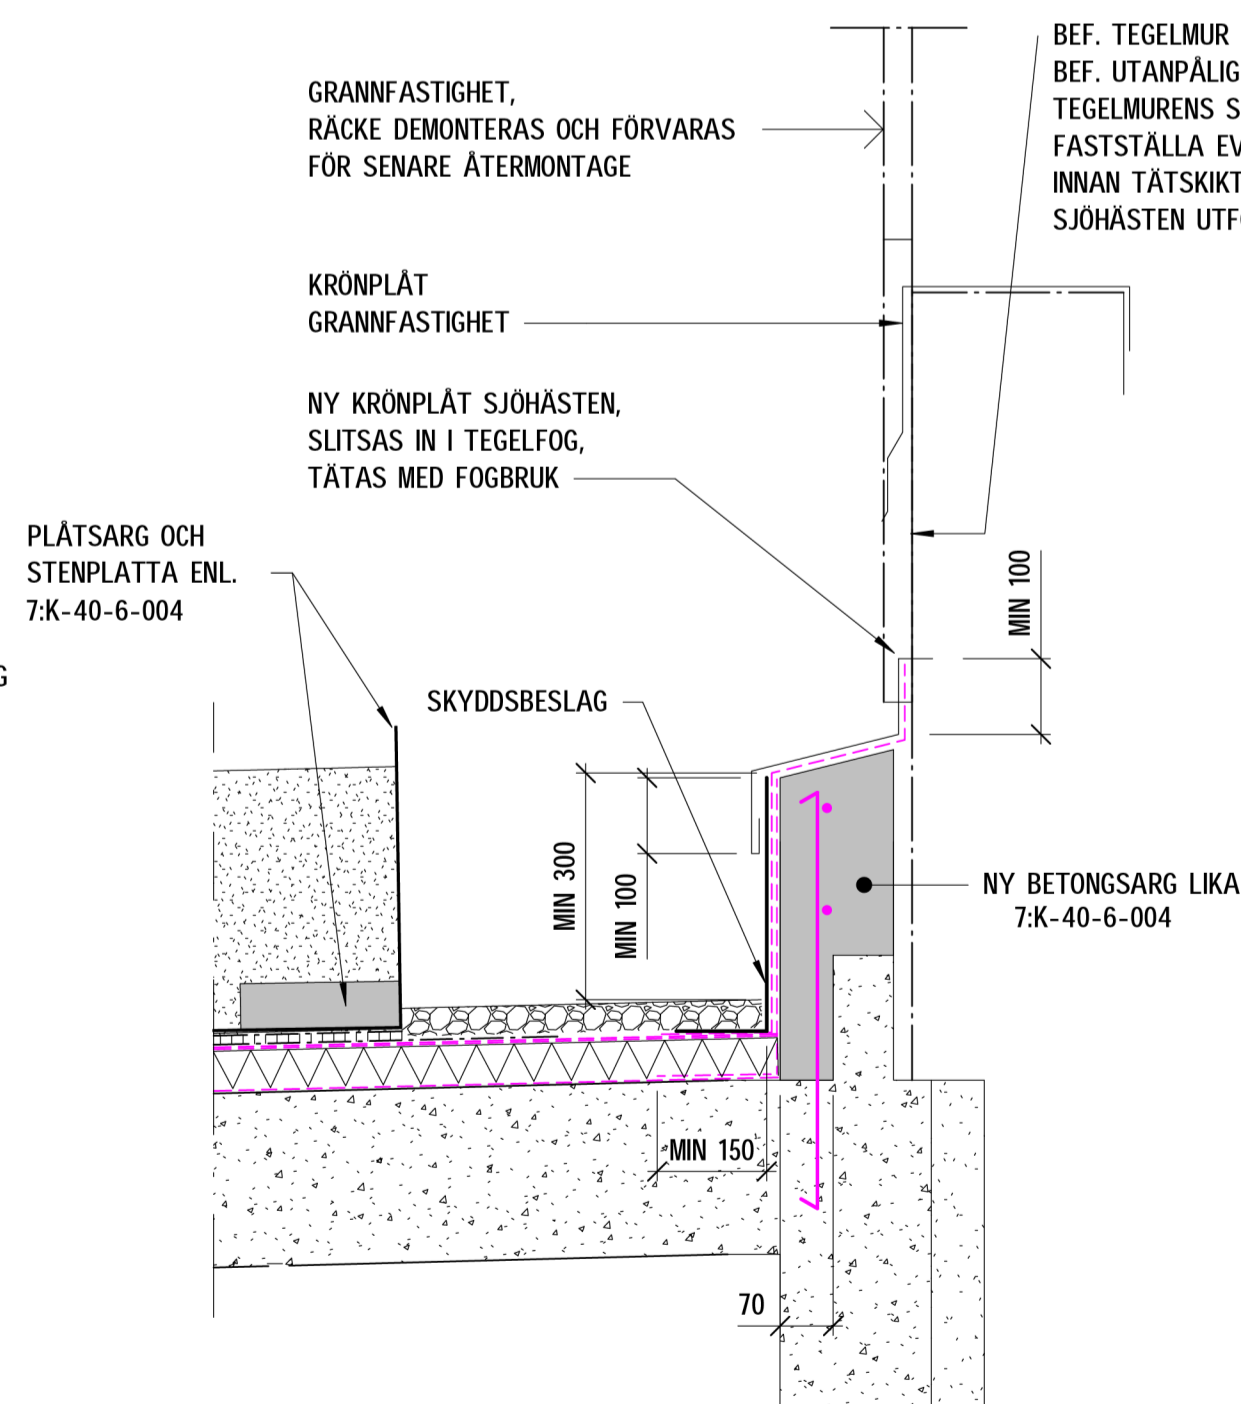 GRANNFASTIGHET,
RÄCKE DEMONTERAS OCH FÖRVARAS
FÖR SENARE ÅTERMONTAGE
BEF. TEGELMUR
BEF. UTANPÅLIG
TEGELMURENS S
FASTSTÄLLA EV
INNAN TÄTSKIKT
SJÖHÄSTEN UTF
KRÖNPLÅT
GRANNFASTIGHET
NY KRÖNPLÅT SJÖHÄSTEN,
SLITSAS IN I TEGELFOG,
TÄTAS MED FOGBRUK
PLÅTSARG OCH
STENPLATTA ENL.
7:K-40-6-004
G
SKYDDSBESLAG
MIN 100
MIN 300
MIN 100
NY BETONGSARG LIKA
7:K-40-6-004
MIN 150
70